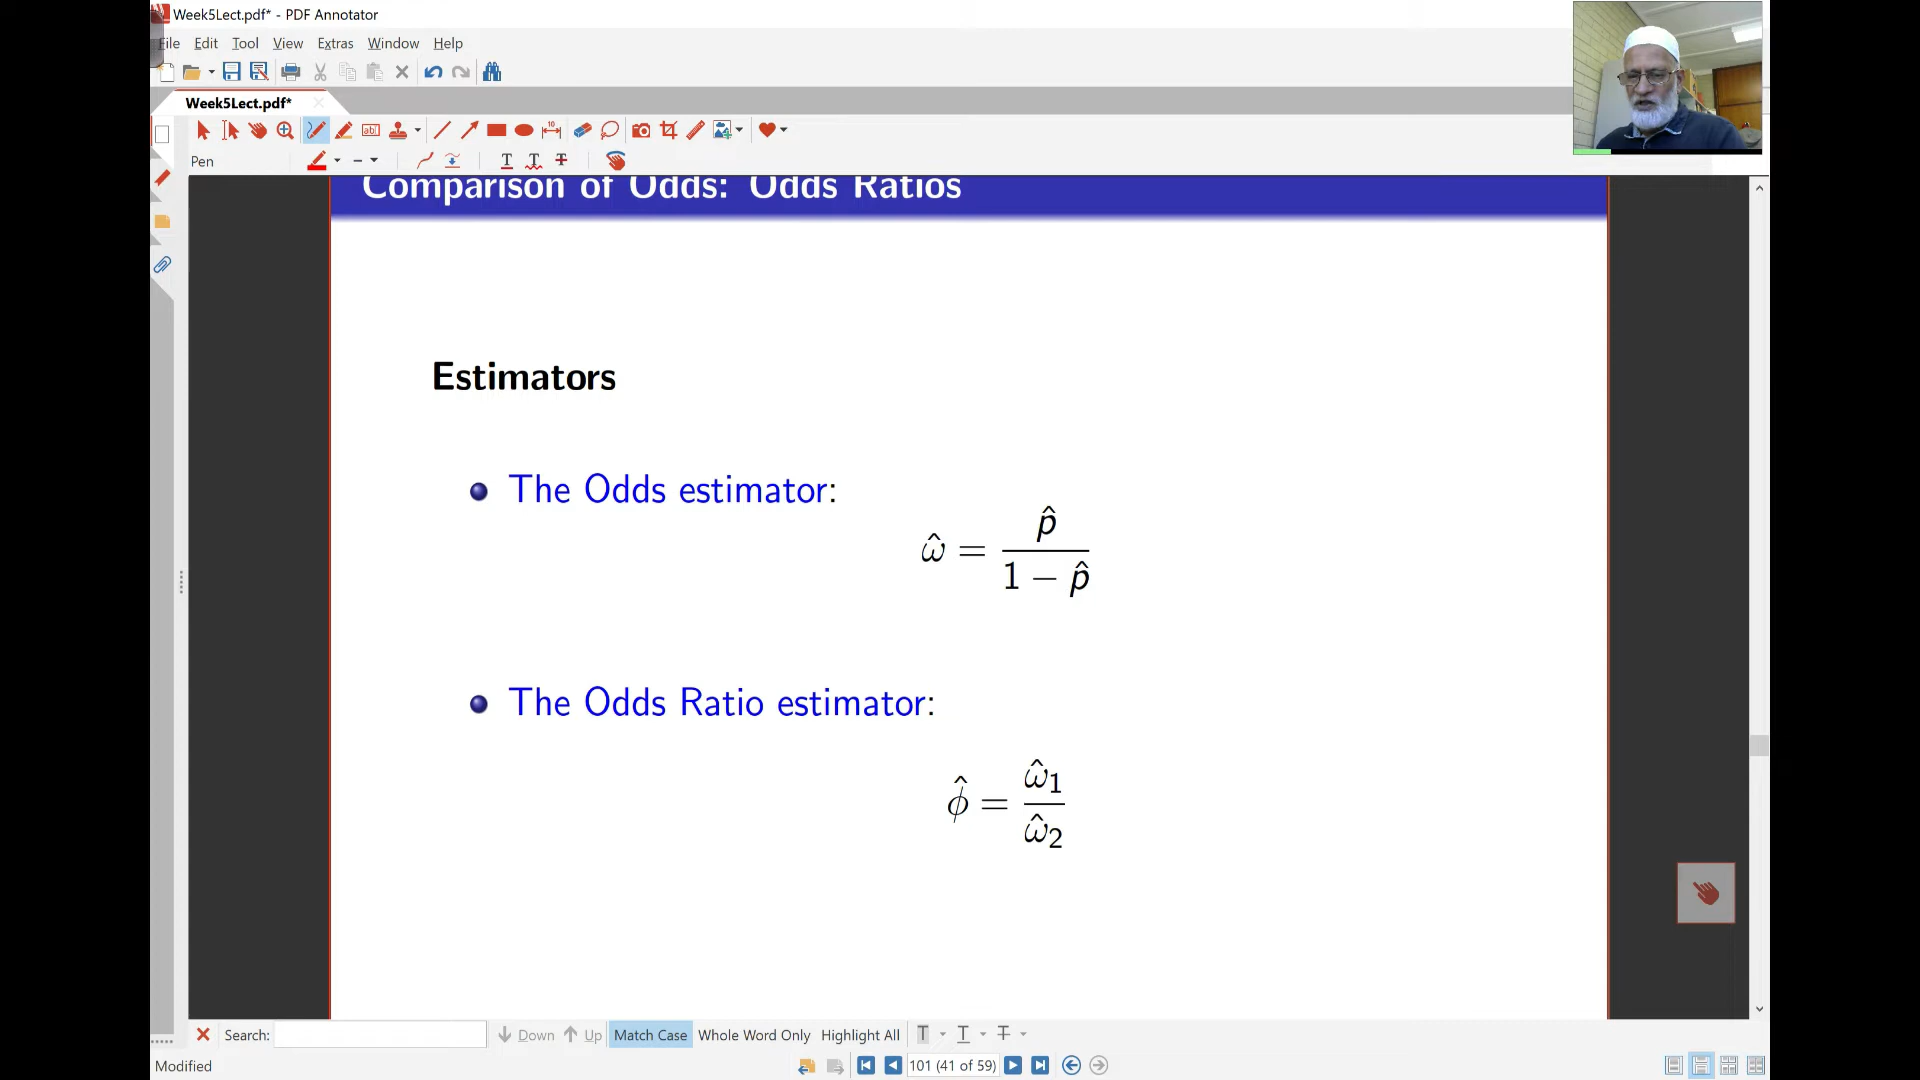 Week5Lect.pdf* - PDF Annotator
File Edit Tool View Extras Window Help
Week5Lect.pdf*
Pen
Comparison of Odds: Odds Ratios
Estimators
The Odds estimator:
ω̂ = p̂ / (1 − p̂)
The Odds Ratio estimator:
ϕ̂ = ω̂₁ / ω̂₂
Search: Down Up Match Case Whole Word Only Highlight All
Modified 101 (41 of 59)